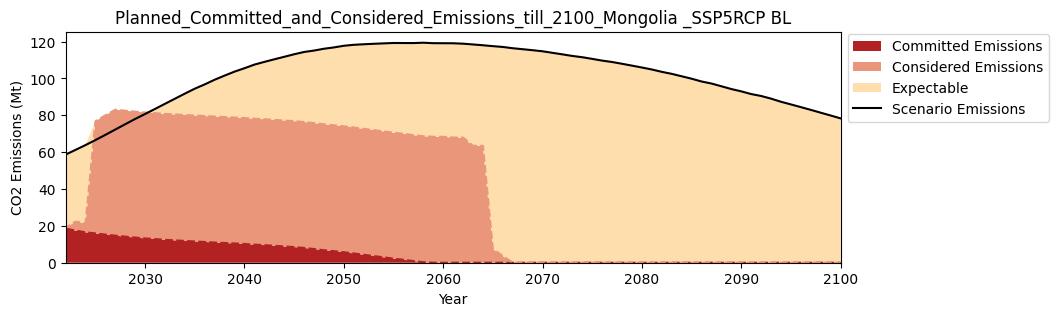 Planned_Committed_and_Considered_Emissions_till_2100_Mongolia _SSP5RCP BL
CO2 Emissions (Mt)
120
100
80
60
40
20
0
2030 2040 2050 2060 2070 2080 2090 2100
Year
Committed Emissions
Considered Emissions
Expectable
Scenario Emissions